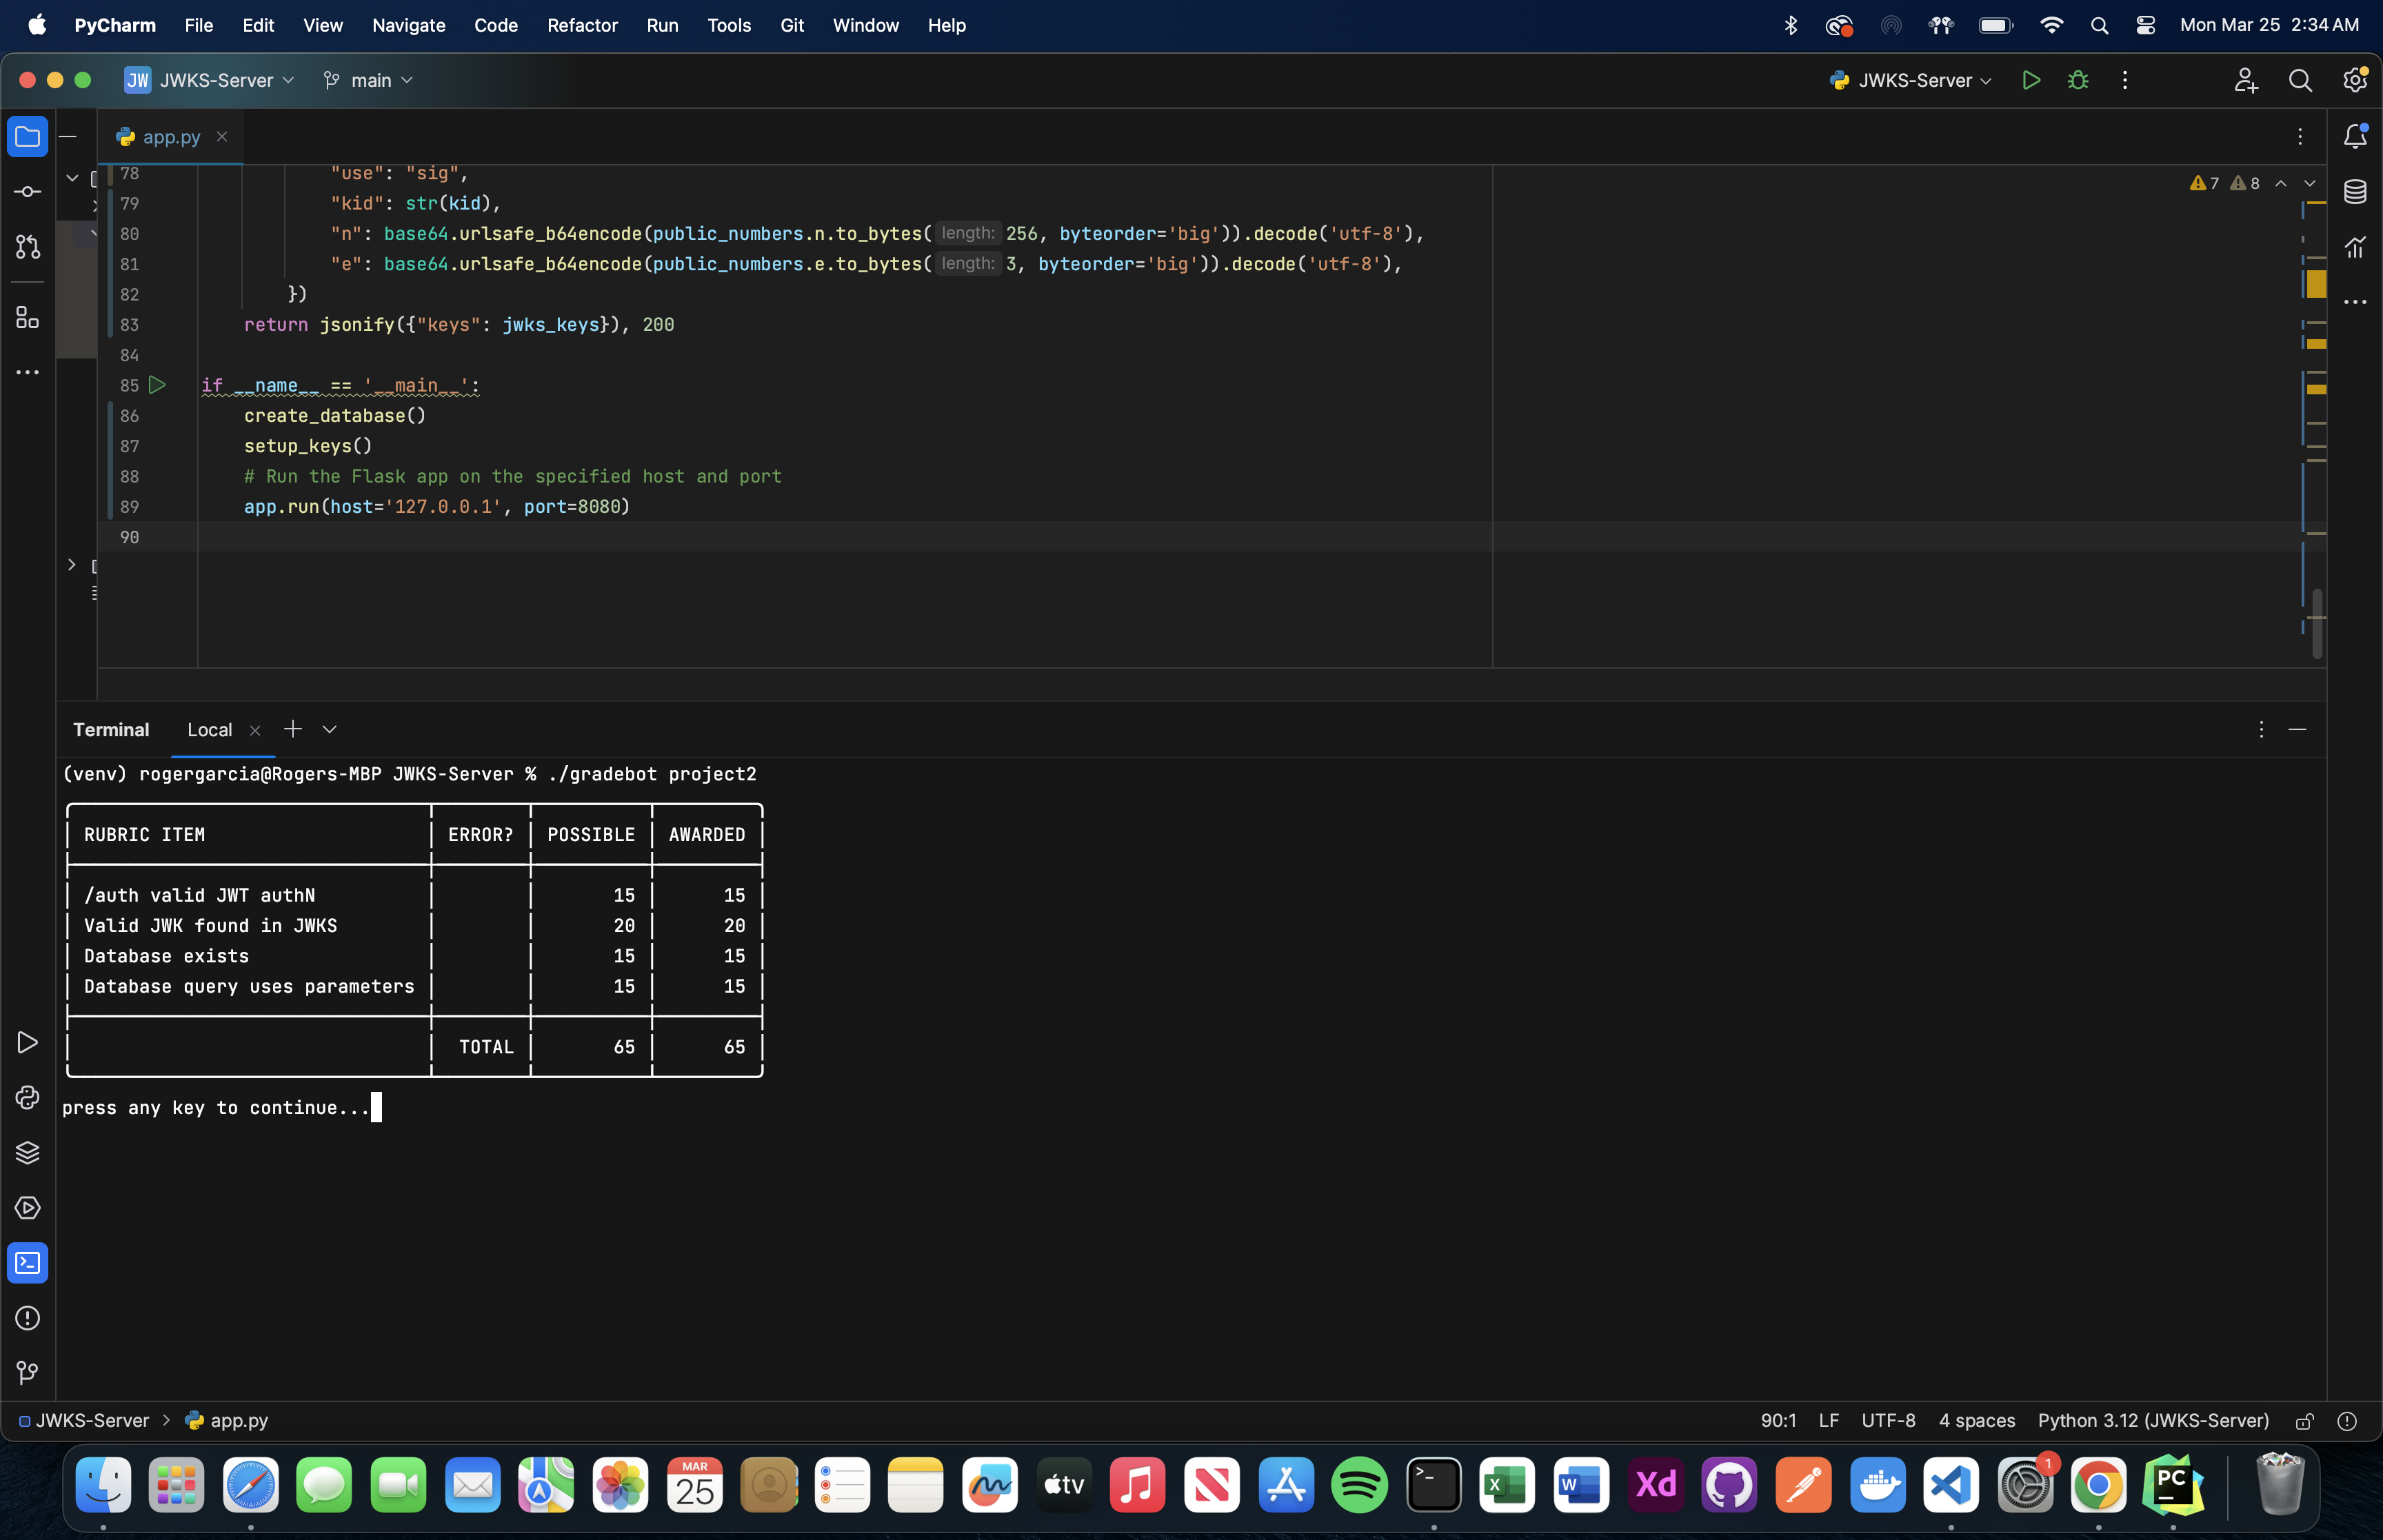 PyCharm File Edit View Navigate Code Refactor Run Tools Git Window Help Mon Mar 25 2:34 AM
JW JWKS-Server main JWKS-Server
app.py
7 8
78 "use": "sig",
79 "kid": str(kid),
80 "n": base64.urlsafe_b64encode(public_numbers.n.to_bytes( length: 256, byteorder='big')).decode('utf-8'),
81 "e": base64.urlsafe_b64encode(public_numbers.e.to_bytes( length: 3, byteorder='big')).decode('utf-8'),
82 })
83 return jsonify({"keys": jwks_keys}), 200
84
85 if __name__ == '__main__':
86 create_database()
87 setup_keys()
88 # Run the Flask app on the specified host and port
89 app.run(host='127.0.0.1', port=8080)
90
Terminal Local
(venv) rogergarcia@Rogers-MBP JWKS-Server % ./gradebot project2
RUBRIC ITEM ERROR? POSSIBLE AWARDED
/auth valid JWT authN 15 15
Valid JWK found in JWKS 20 20
Database exists 15 15
Database query uses parameters 15 15
TOTAL 65 65
press any key to continue...
JWKS-Server > app.py 90:1 LF UTF-8 4 spaces Python 3.12 (JWKS-Server)
MAR
25
tv
X
W
Xd
1
PC